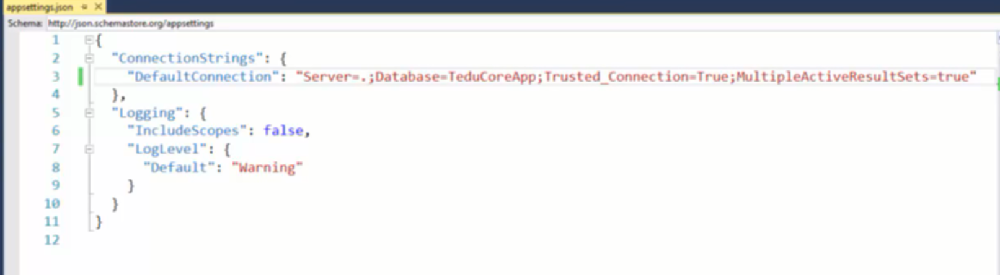 appsettings.json
Schema: http://json.schemastore.org/appsettings
1 {
2 "ConnectionStrings": {
3 "DefaultConnection": "Server=.;Database=TeduCoreApp;Trusted_Connection=True;MultipleActiveResultSets=true"
4 },
5 "Logging": {
6 "IncludeScopes": false,
7 "LogLevel": {
8 "Default": "Warning"
9 }
10 }
11 }
12